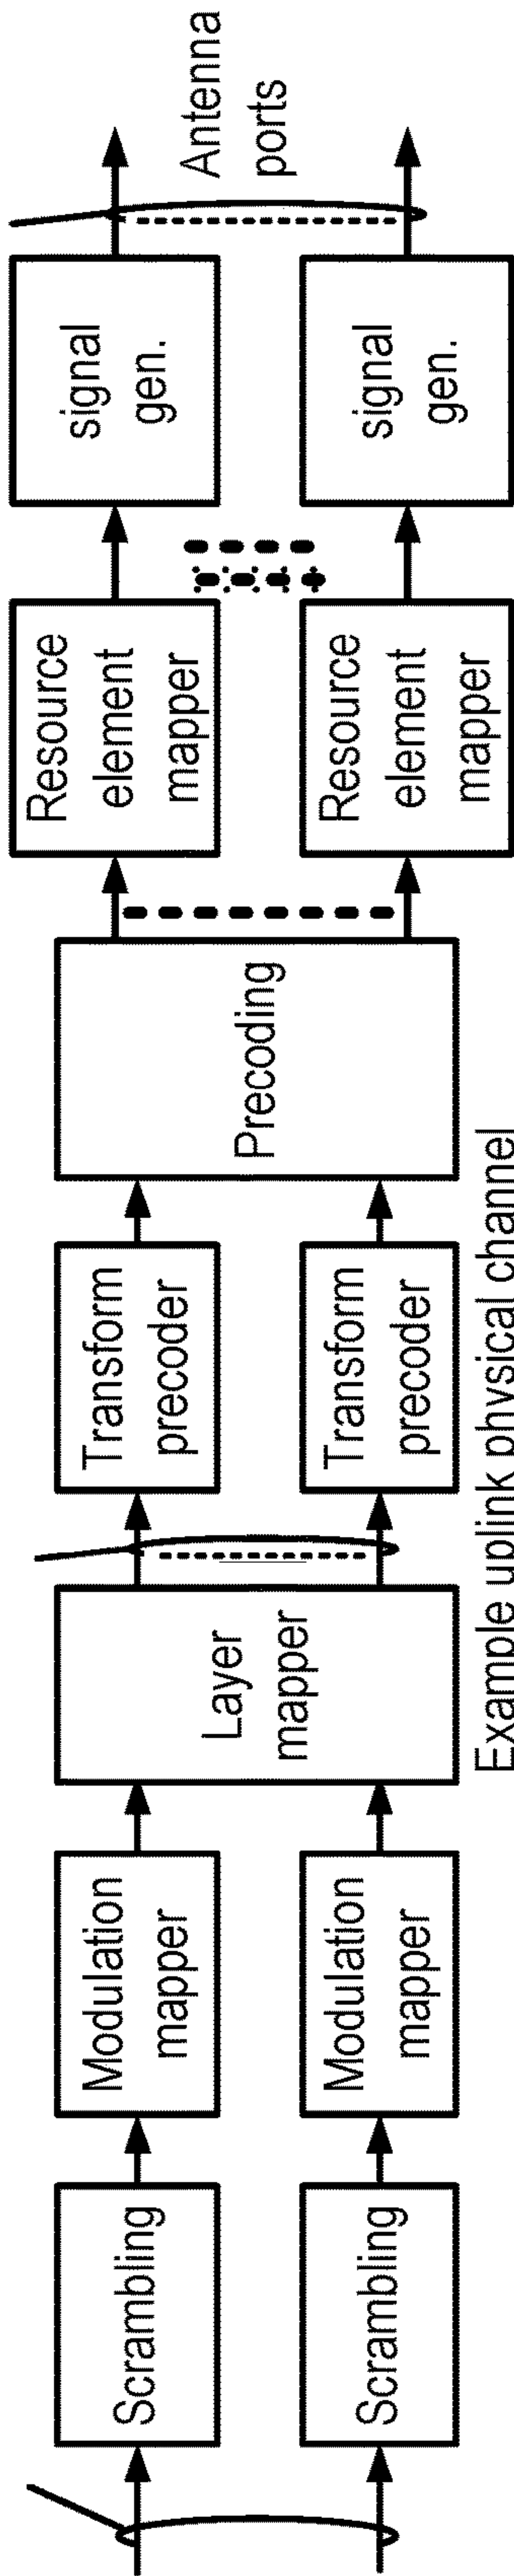 Scrambling
Modulation
mapper
Layer
mapper
Transform
precoder
Precoding
Resource
element
mapper
signal
gen.
Antenna
ports
Scrambling
Modulation
mapper
Transform
precoder
Resource
element
mapper
signal
gen.
Example uplink physical channel